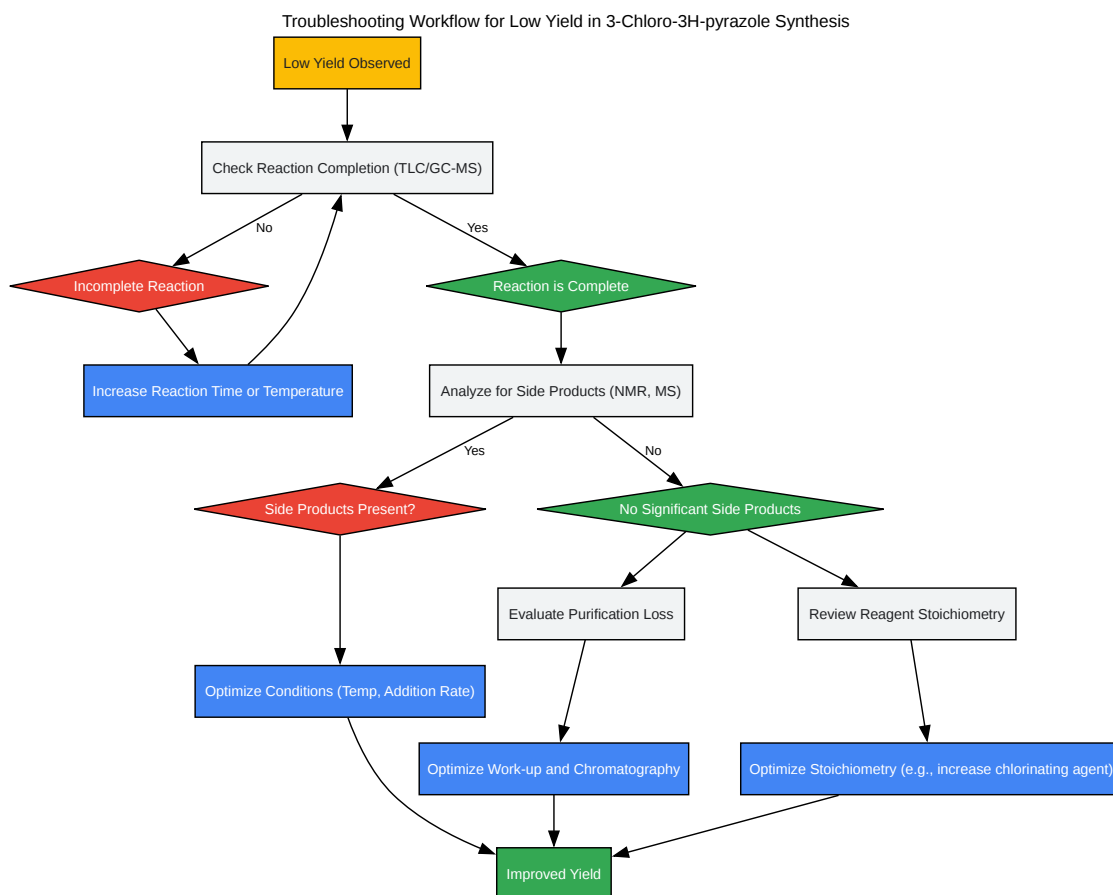 Troubleshooting Workflow for Low Yield in 3-Chloro-3H-pyrazole Synthesis
Low Yield Observed
Check Reaction Completion (TLC/GC-MS)
No
Yes
Incomplete Reaction
Reaction is Complete
Increase Reaction Time or Temperature
Analyze for Side Products (NMR, MS)
Yes
No
Side Products Present?
No Significant Side Products
Evaluate Purification Loss
Review Reagent Stoichiometry
Optimize Conditions (Temp, Addition Rate)
Optimize Work-up and Chromatography
Optimize Stoichiometry (e.g., increase chlorinating agent)
Improved Yield